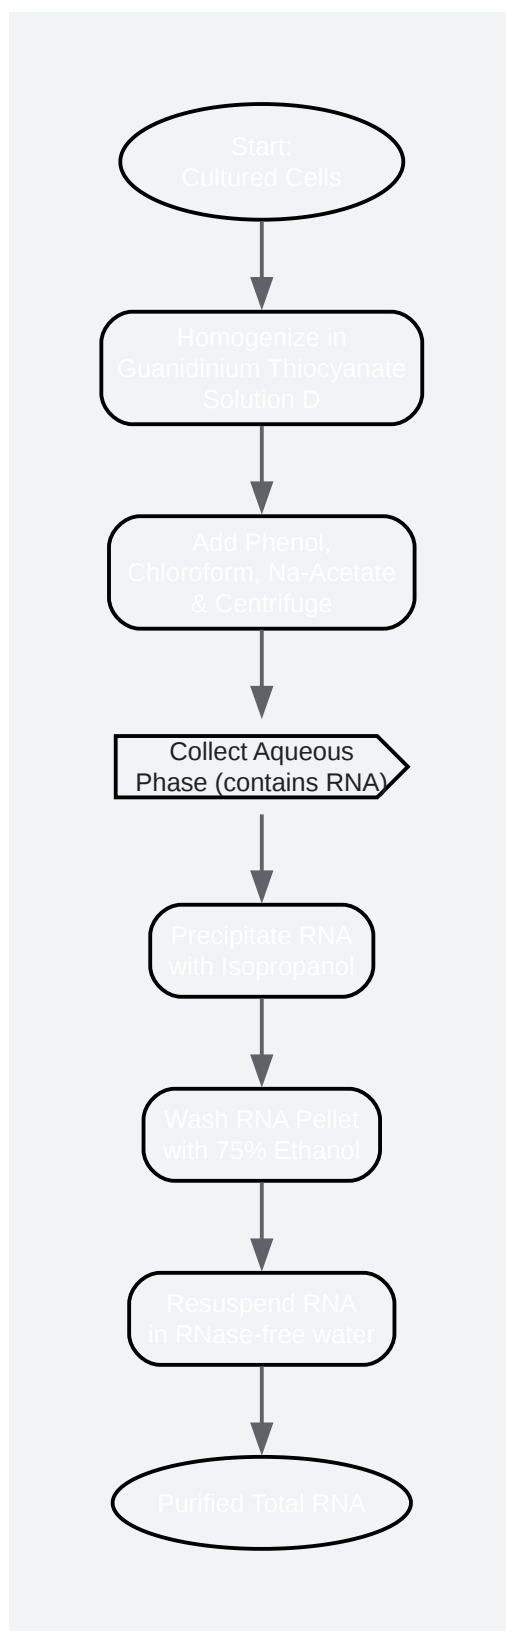 Start:
Cultured Cells
Homogenize in
Guanidinium Thiocyanate
Solution D
Add Phenol,
Chloroform, Na-Acetate
& Centrifuge
Collect Aqueous
Phase (contains RNA)
Precipitate RNA
with Isopropanol
Wash RNA Pellet
with 75% Ethanol
Resuspend RNA
in RNase-free water
Purified Total RNA